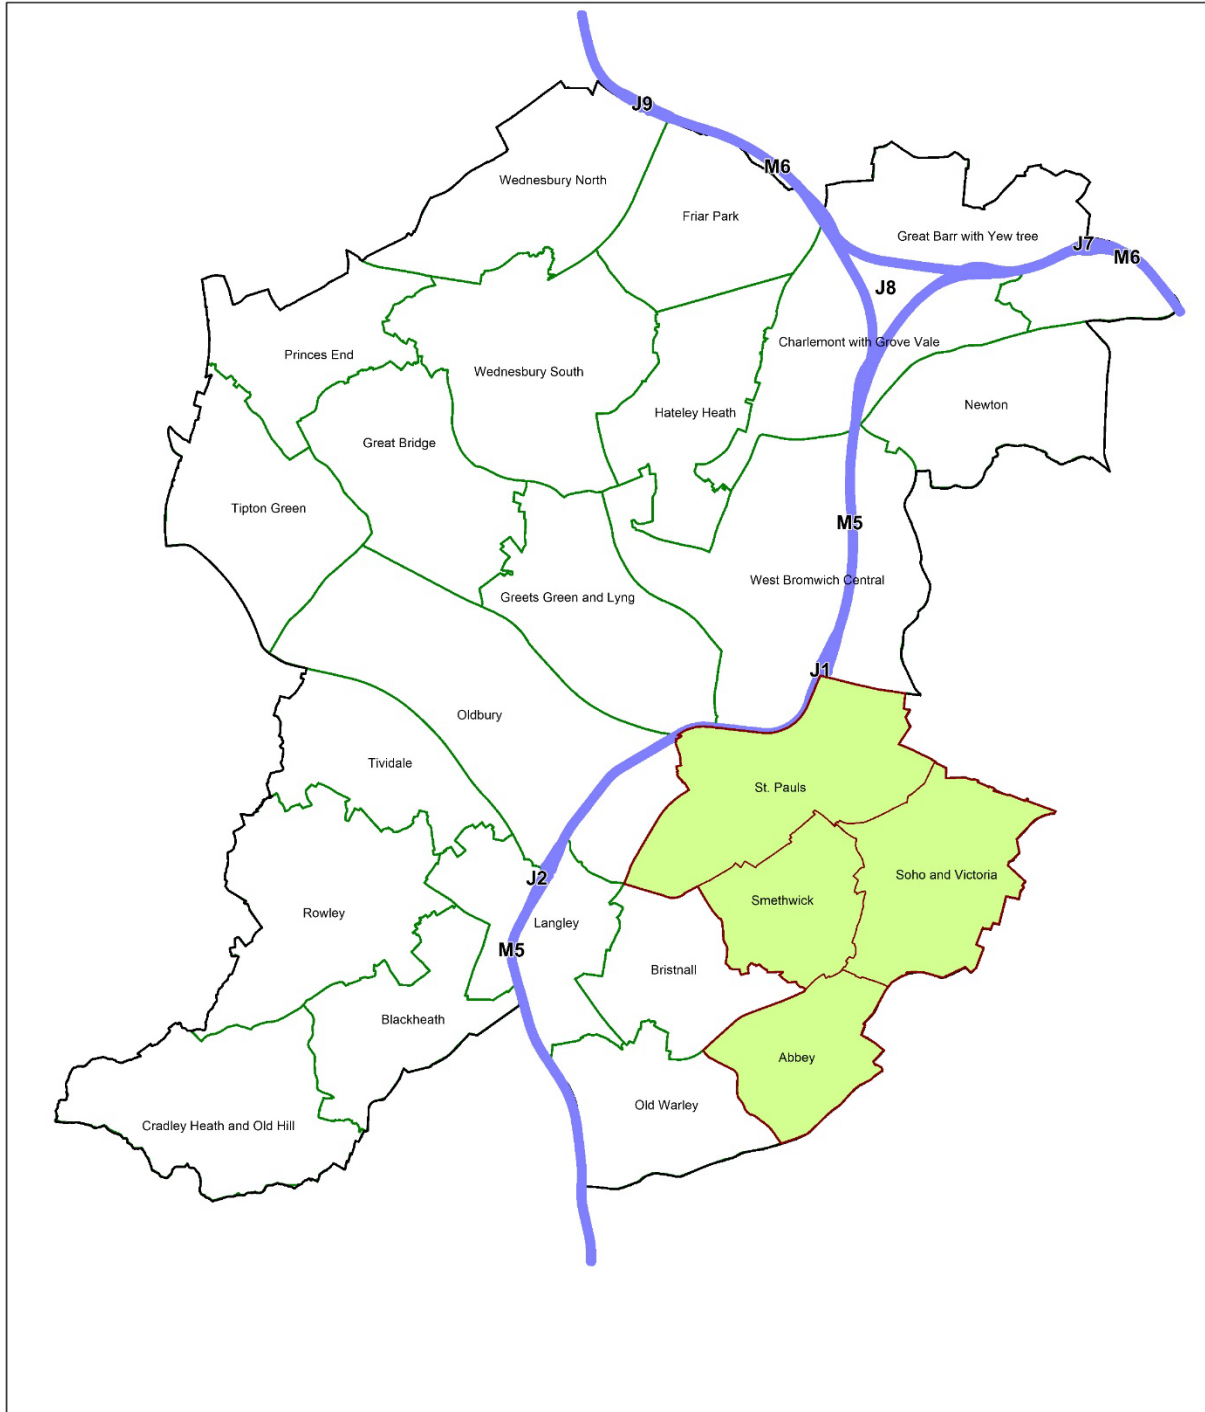 J9
M6
Wednesbury North
Friar Park
Great Barr with Yew tree
J7
M6
J8
Charlemont with Grove Vale
Princes End
Wednesbury South
Newton
Hateley Heath
Great Bridge
Tipton Green
M5
West Bromwich Central
Greets Green and Lyng
J1
Oldbury
Tividale
St. Pauls
Soho and Victoria
J2
Smethwick
Rowley
Langley
M5
Bristnall
Blackheath
Abbey
Old Warley
Cradley Heath and Old Hill